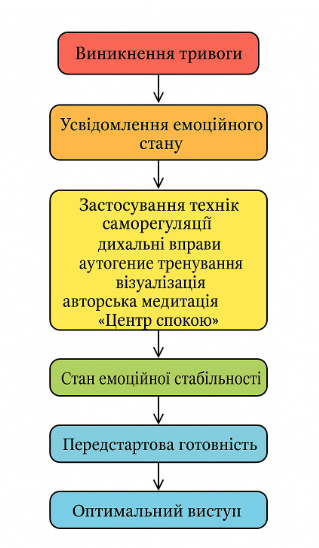 Виникнення тривоги
Усвідомлення емоційного
стану
Застосування технік
саморегуляції
дихальні вправи
аутогение тренування
візуалізація
авторська медитація
«Центр спокою»
Стан емоційної стабільності
Передстартова готовність
Оптимальний виступ